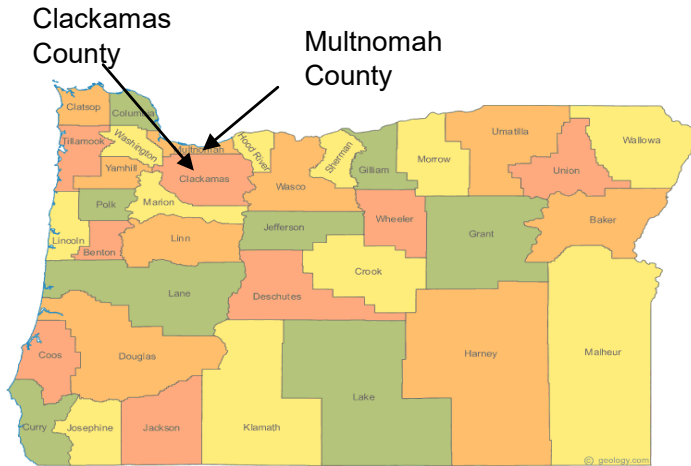 Clackamas
County
Multnomah
County
Clatsop
Columbia
Tillamook
Washington
Multnomah
Hood River
Sherman
Gilliam
Morrow
Umatilla
Union
Wallowa
Yamhill
Clackamas
Wasco
Polk
Marion
Wheeler
Grant
Baker
Lincoln
Benton
Linn
Jefferson
Crook
Lane
Deschutes
Coos
Douglas
Harney
Malheur
Lake
Curry
Josephine
Jackson
Klamath
© geology.com